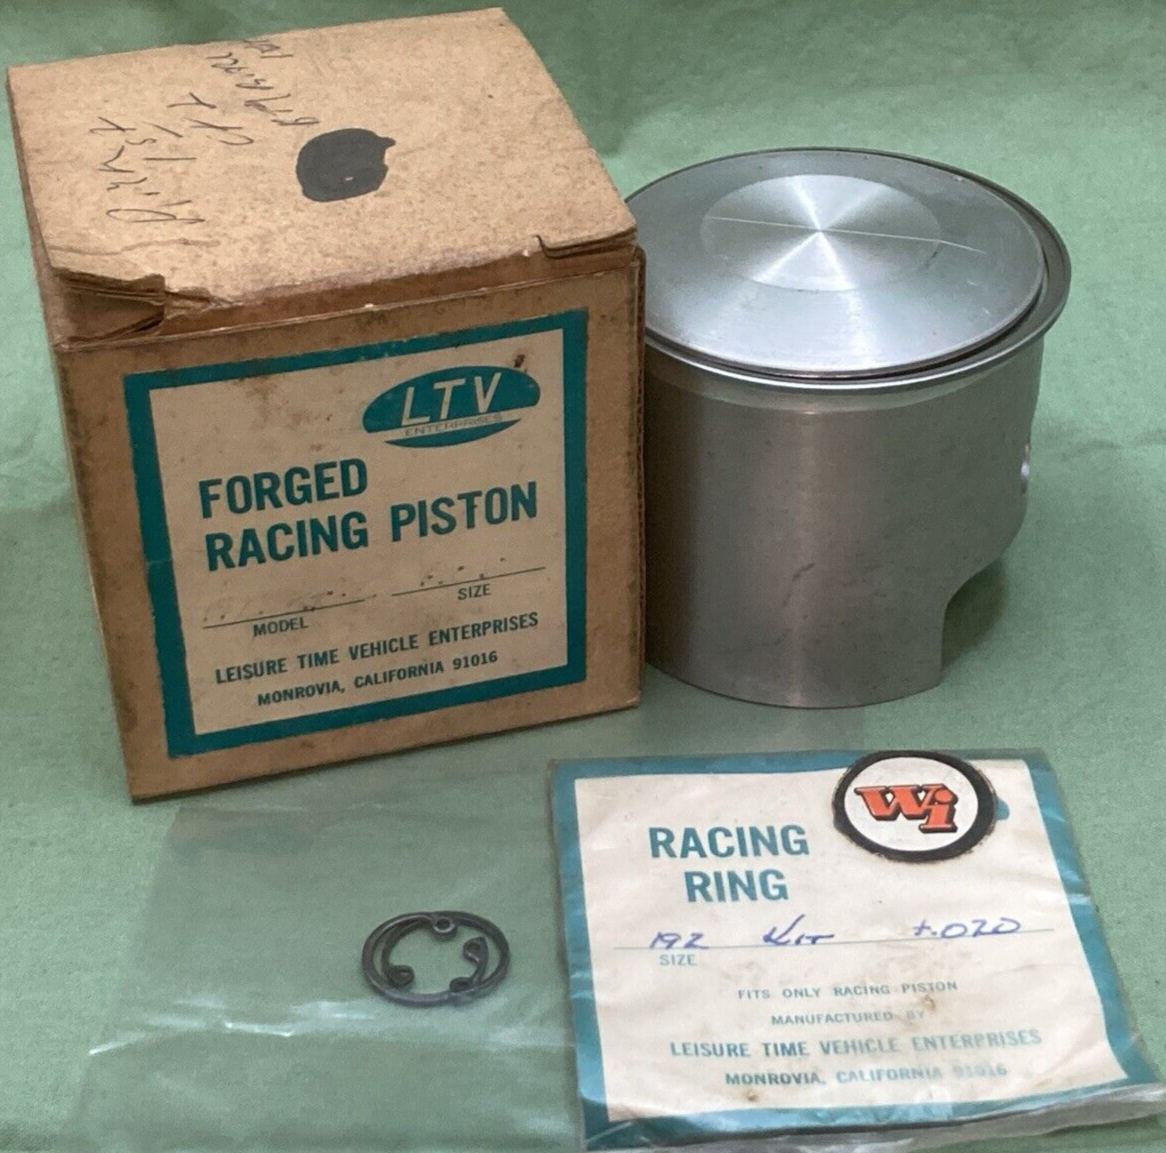 1st
LTV
ENTERPRISES
FORGED
RACING PISTON
MODEL SIZE
LEISURE TIME VEHICLE ENTERPRISES
MONROVIA, CALIFORNIA 91016
Wi
RACING
RING
192 Kit +.020
SIZE
FITS ONLY RACING PISTON
MANUFACTURED BY
LEISURE TIME VEHICLE ENTERPRISES
MONROVIA, CALIFORNIA 91016